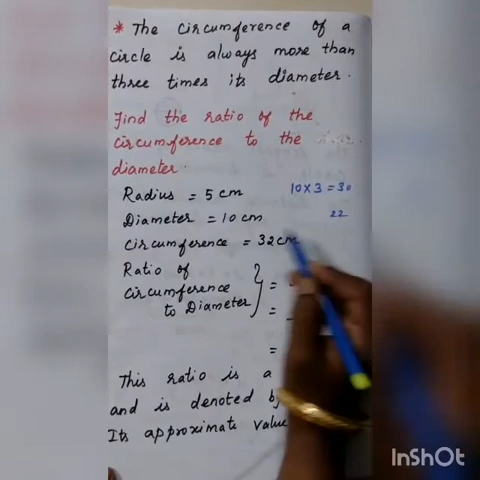 * The circumference of a
circle is always more than
three times its diameter.
Find the ratio of the
circumference to the
diameter.
Radius = 5 cm
10 x 3 = 30
Diameter = 10 cm
22
circumference = 32 cm
Ratio of
circumference
to Diameter } =
=
=
This ratio is a
and is denoted by
Its approximate value
InShOt